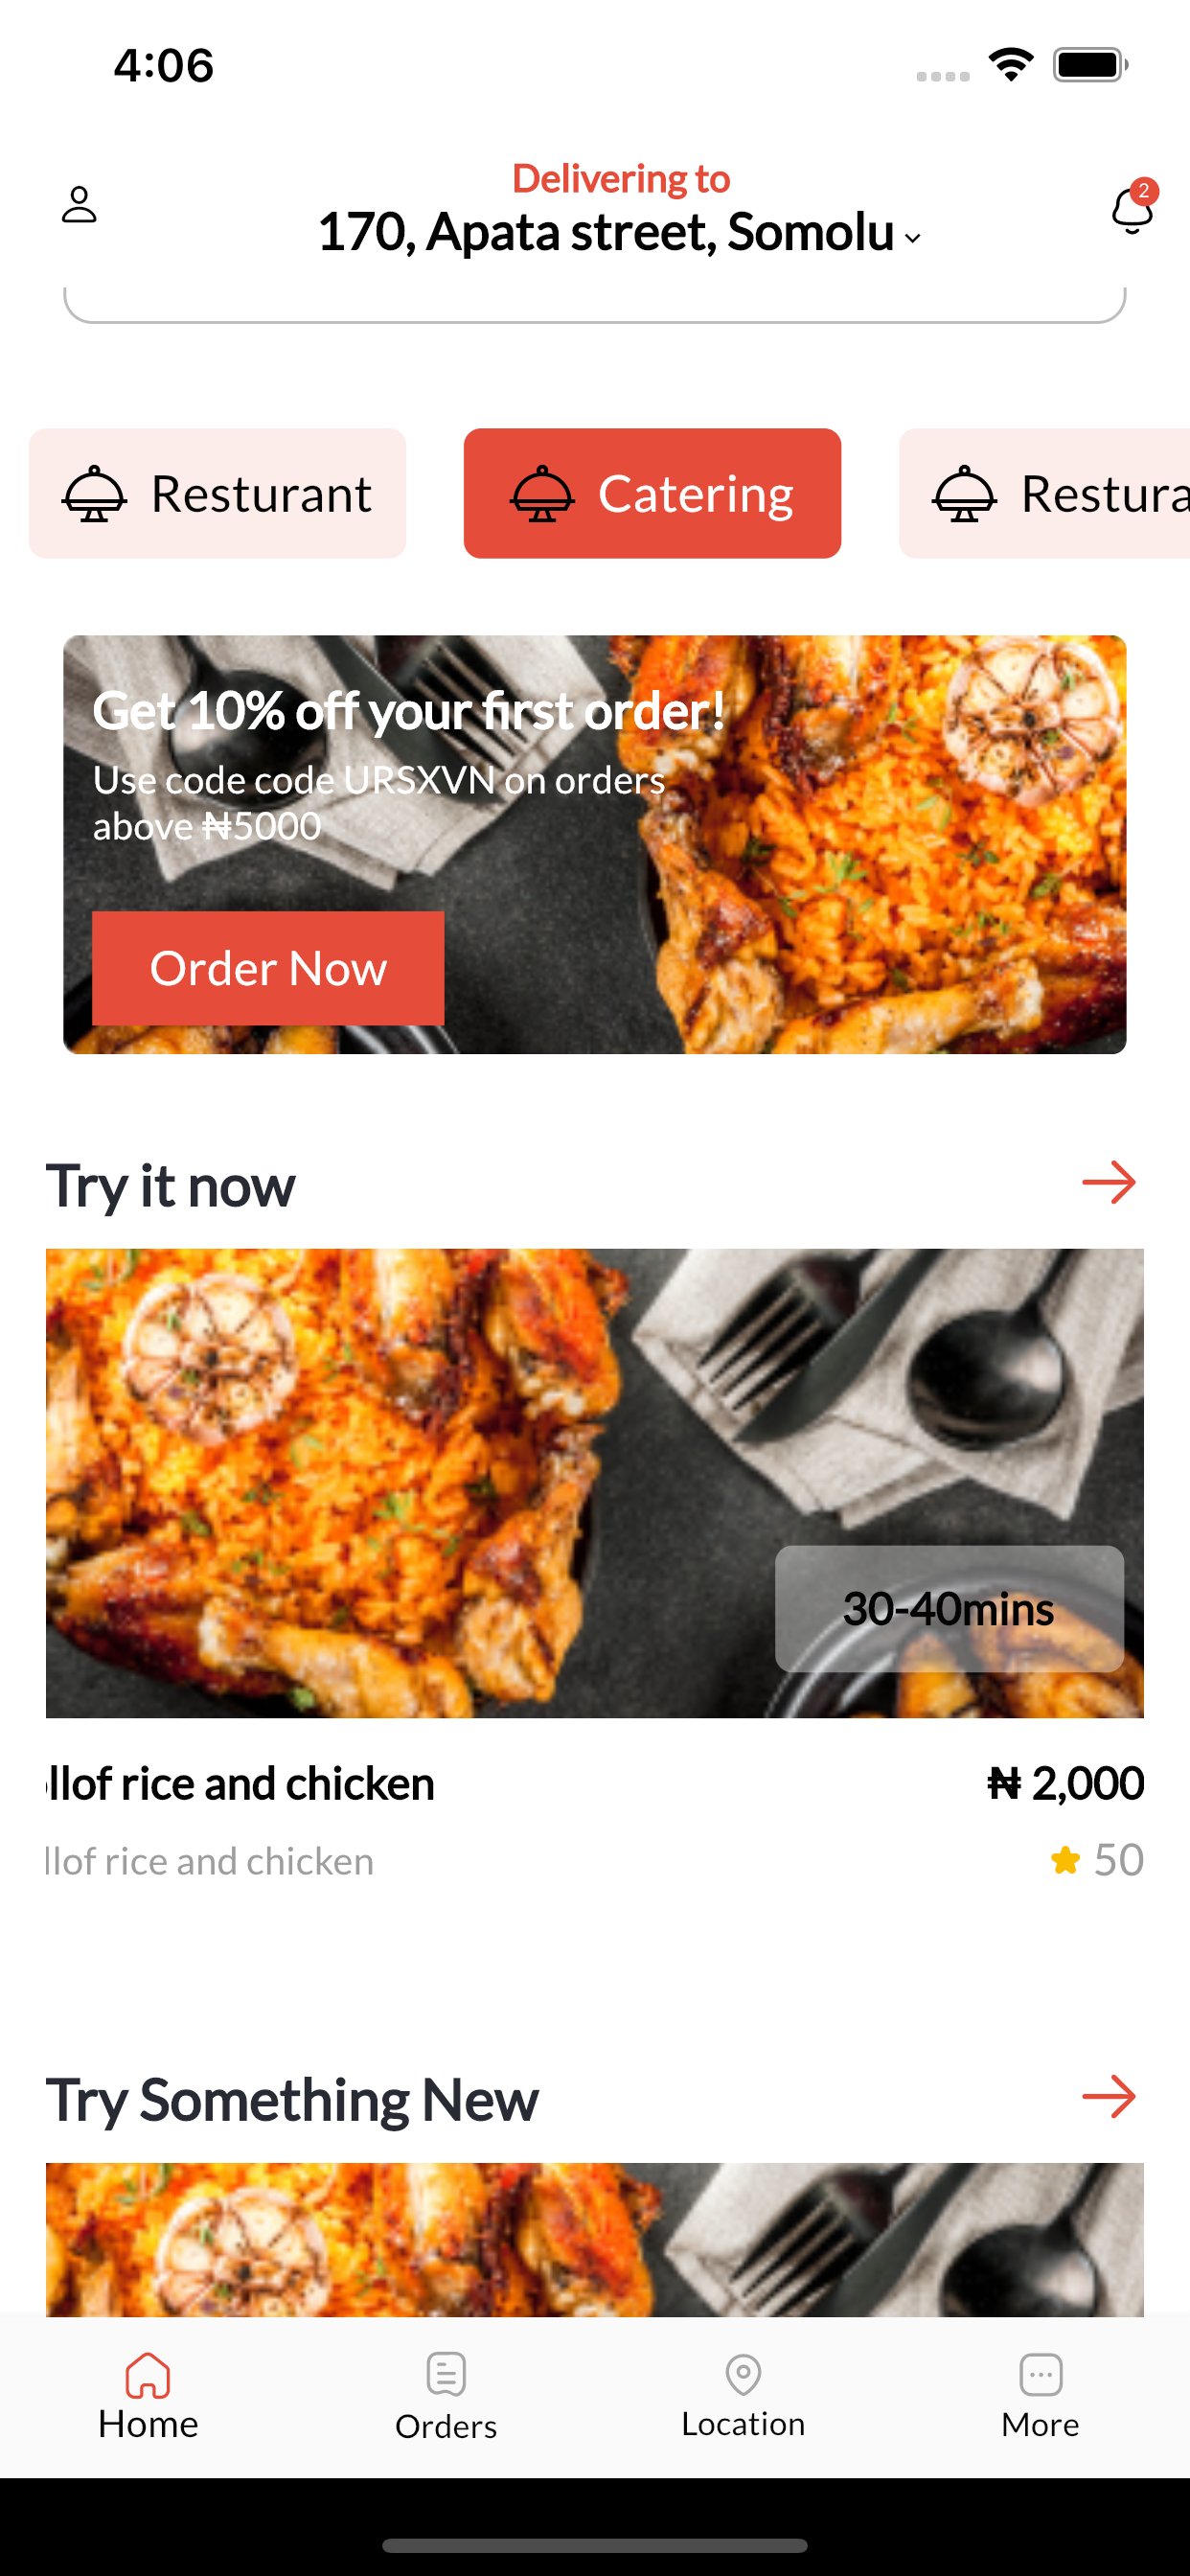 4:06
Delivering to
170, Apata street, Somolu
2
Resturant
Catering
Restura
Get 10% off your first order!
Use code code URSXVN on orders
above ₦5000
Order Now
Try it now
30-40mins
llof rice and chicken
₦ 2,000
llof rice and chicken
50
Try Something New
Home
Orders
Location
More